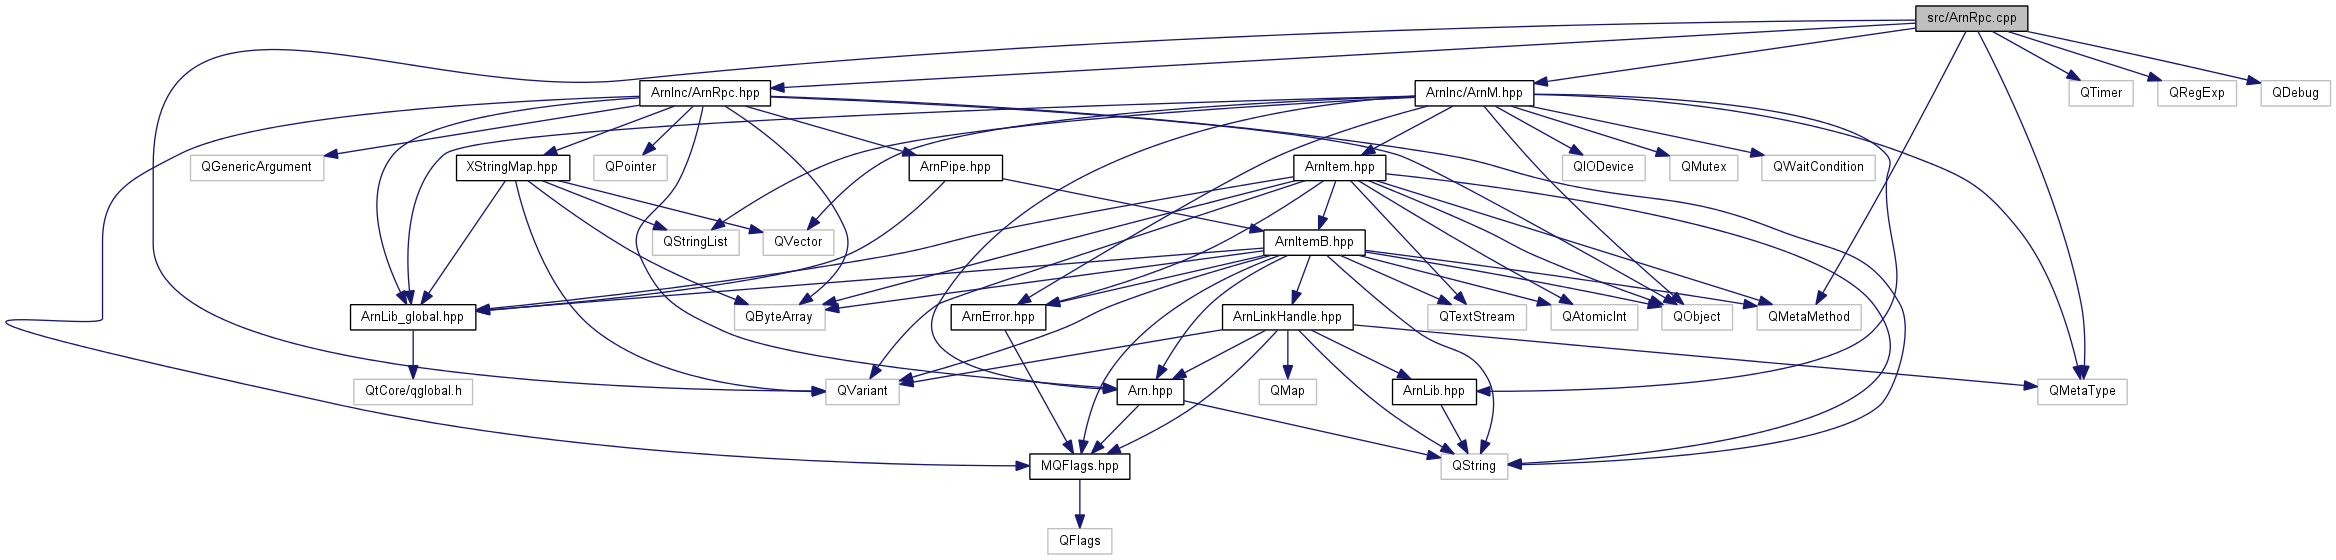 src/ArnRpc.cpp
ArnInc/ArnRpc.hpp
ArnInc/ArnM.hpp
QTimer
QRegExp
QDebug
QGenericArgument
XStringMap.hpp
QPointer
ArnPipe.hpp
ArnItem.hpp
QIODevice
QMutex
QWaitCondition
QStringList
QVector
ArnItemB.hpp
ArnLib_global.hpp
QByteArray
ArnError.hpp
ArnLinkHandle.hpp
QTextStream
QAtomicInt
QObject
QMetaMethod
QtCore/qglobal.h
QVariant
Arn.hpp
QMap
ArnLib.hpp
QMetaType
MQFlags.hpp
QString
QFlags